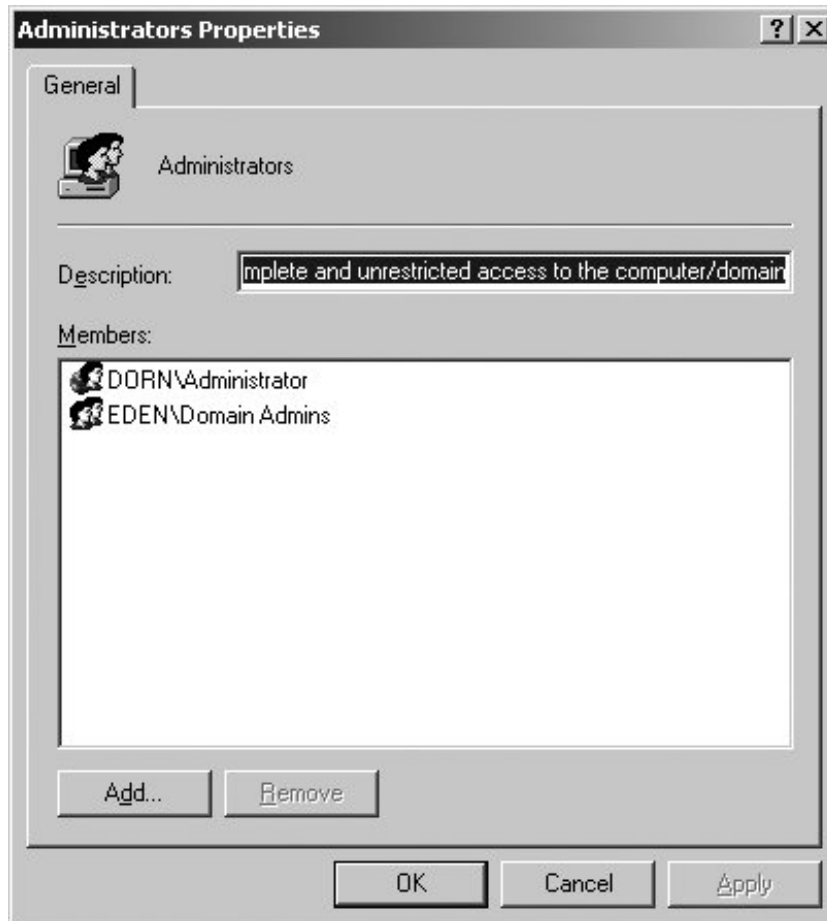 Administrators Properties
General
Administrators
Description: mplete and unrestricted access to the computer/domain
Members:
DORN\Administrator
EDEN\Domain Admins
Add... Remove
OK Cancel Apply